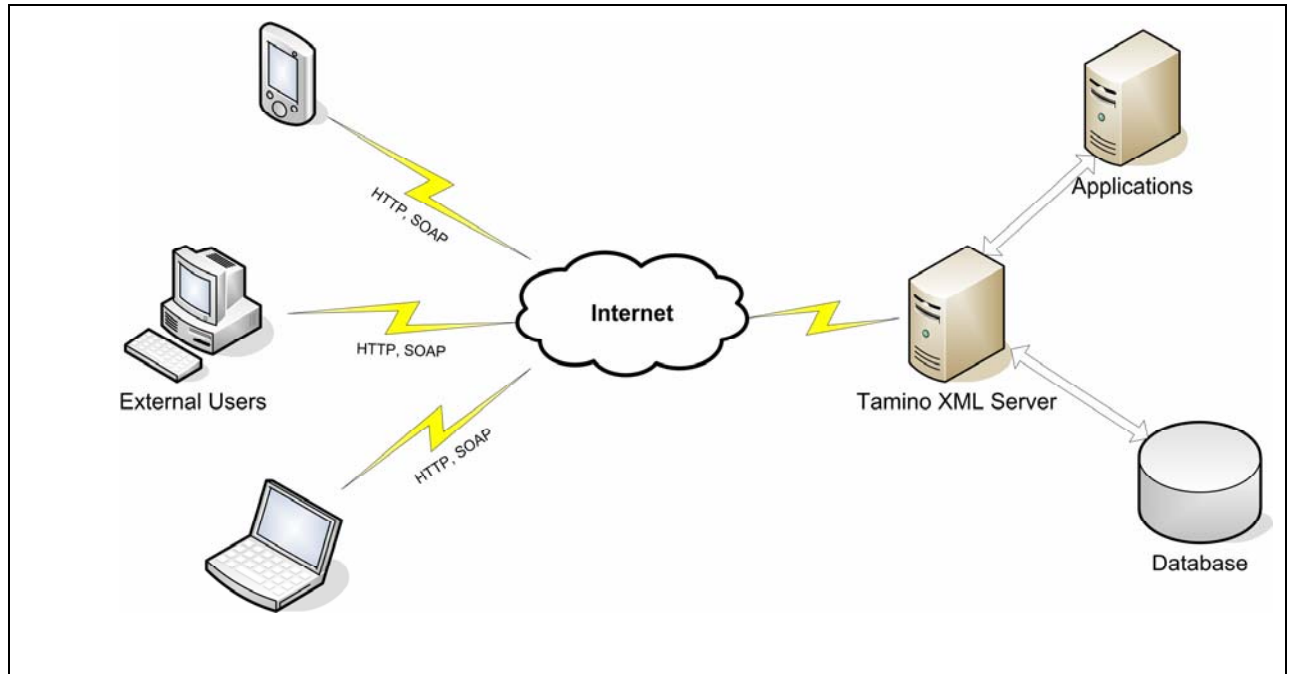 HTTP, SOAP
Applications
Internet
HTTP, SOAP
External Users
Tamino XML Server
HTTP, SOAP
Database